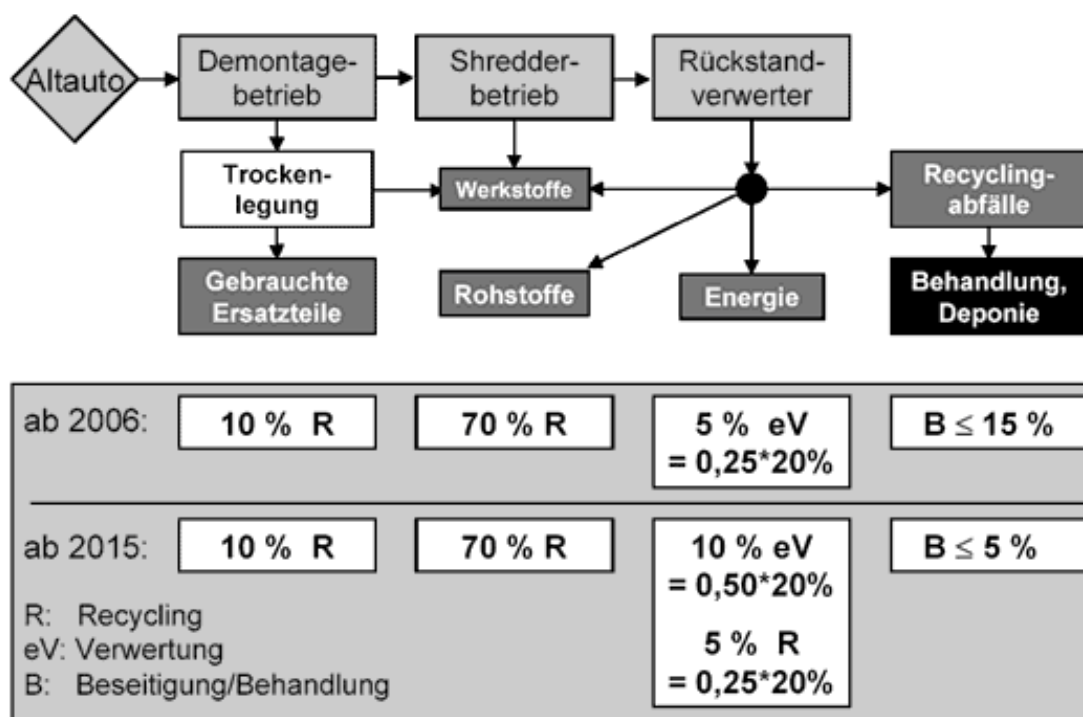 Altauto
Demontage-
betrieb
Shredder-
betrieb
Rückstand-
verwerter
Trocken-
legung
Werkstoffe
Recycling-
abfälle
Gebrauchte
Ersatzteile
Rohstoffe
Energie
Behandlung,
Deponie
ab 2006:
10 % R
70 % R
5 % eV
= 0,25*20%
B ≤ 15 %
ab 2015:
10 % R
70 % R
10 % eV
= 0,50*20%
5 % R
= 0,25*20%
B ≤ 5 %
R: Recycling
eV: Verwertung
B: Beseitigung/Behandlung